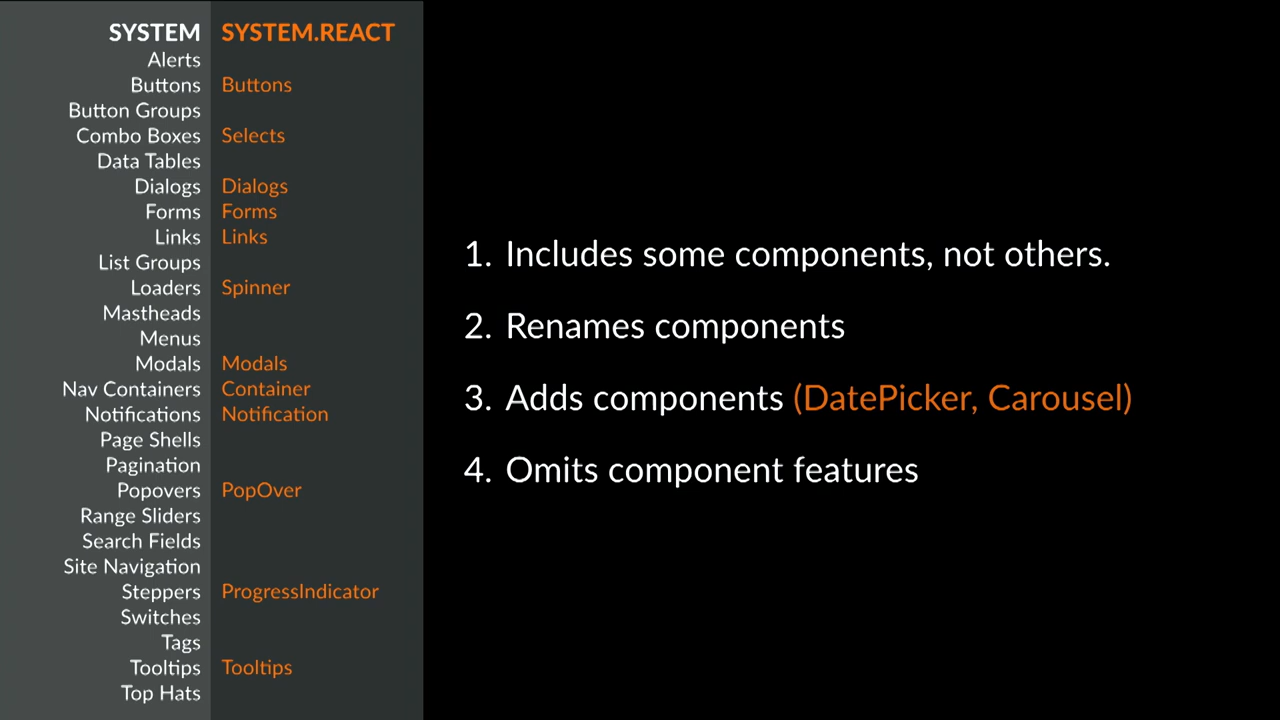 SYSTEM SYSTEM.REACT
Alerts
Buttons Buttons
Button Groups
Combo Boxes Selects
Data Tables
Dialogs Dialogs
Forms Forms
Links Links
List Groups
Loaders Spinner
Mastheads
Menus
Modals Modals
Nav Containers Container
Notifications Notification
Page Shells
Pagination
Popovers PopOver
Range Sliders
Search Fields
Site Navigation
Steppers ProgressIndicator
Switches
Tags
Tooltips Tooltips
Top Hats
1. Includes some components, not others.
2. Renames components
3. Adds components (DatePicker, Carousel)
4. Omits component features